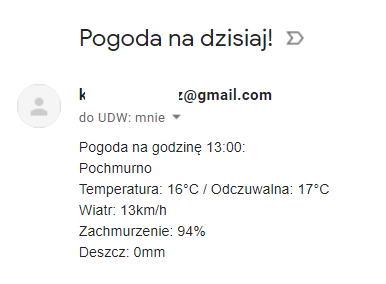 Pogoda na dzisiaj!
k z@gmail.com
do UDW: mnie
Pogoda na godzinę 13:00:
Pochmurno
Temperatura: 16°C / Odczuwalna: 17°C
Wiatr: 13km/h
Zachmurzenie: 94%
Deszcz: 0mm